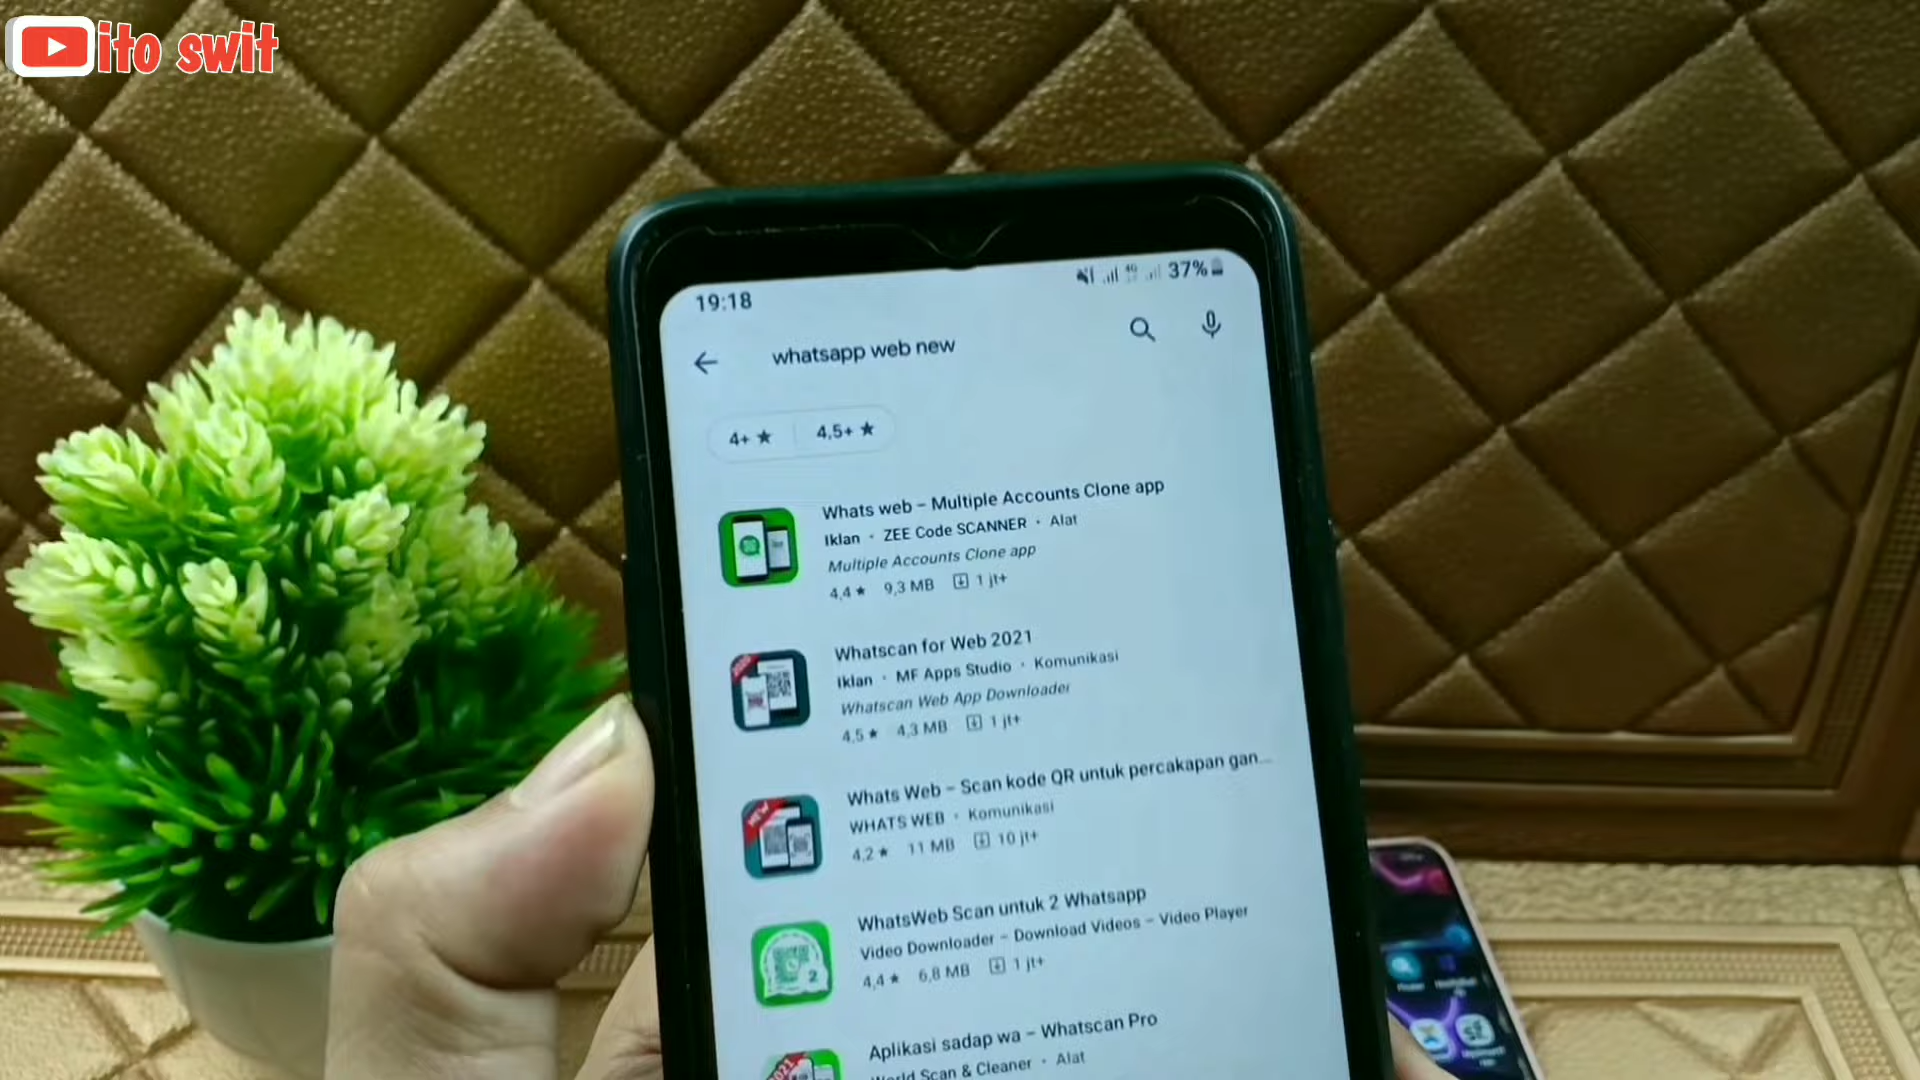 ito swit
19:18
4G 37%
whatsapp web new
4+ ★ 4,5+ ★
Whats web – Multiple Accounts Clone app
Iklan · ZEE Code SCANNER · Alat
Multiple Accounts Clone app
4,4 ★ 9,3 MB 1 jt+
Whatscan for Web 2021
Iklan · MF Apps Studio · Komunikasi
Whatscan Web App Downloader
4,5 ★ 4,3 MB 1 jt+
NEW
Whats Web – Scan kode QR untuk percakapan gan...
WHATS WEB · Komunikasi
4,2 ★ 11 MB 10 jt+
2
WhatsWeb Scan untuk 2 Whatsapp
Video Downloader – Download Videos – Video Player
4,4 ★ 6,8 MB 1 jt+
2021
Aplikasi sadap wa – Whatscan Pro
World Scan & Cleaner · Alat